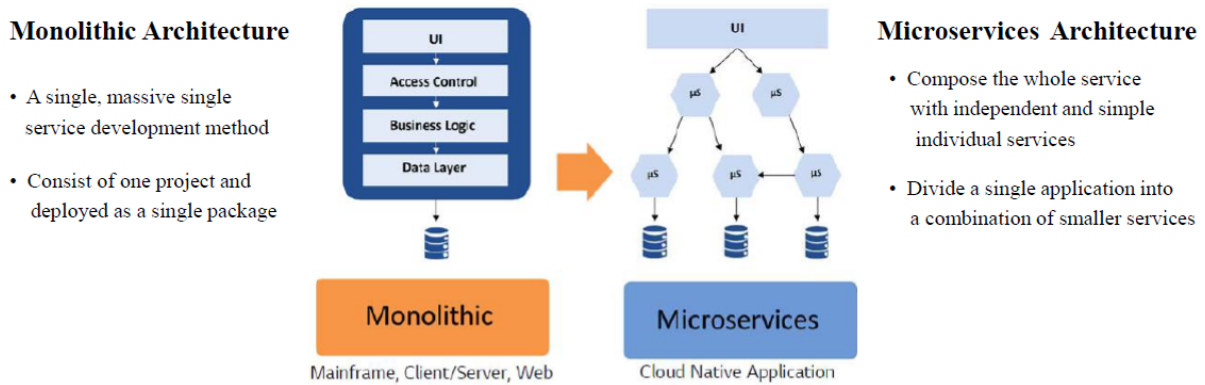 Monolithic Architecture
• A single, massive single
service development method
• Consist of one project and
deployed as a single package
UI
Access Control
Business Logic
Data Layer
Monolithic
Mainframe, Client/Server, Web
UI
μS
μS
μS
μS
μS
Microservices
Cloud Native Application
Microservices Architecture
• Compose the whole service
with independent and simple
individual services
• Divide a single application into
a combination of smaller services